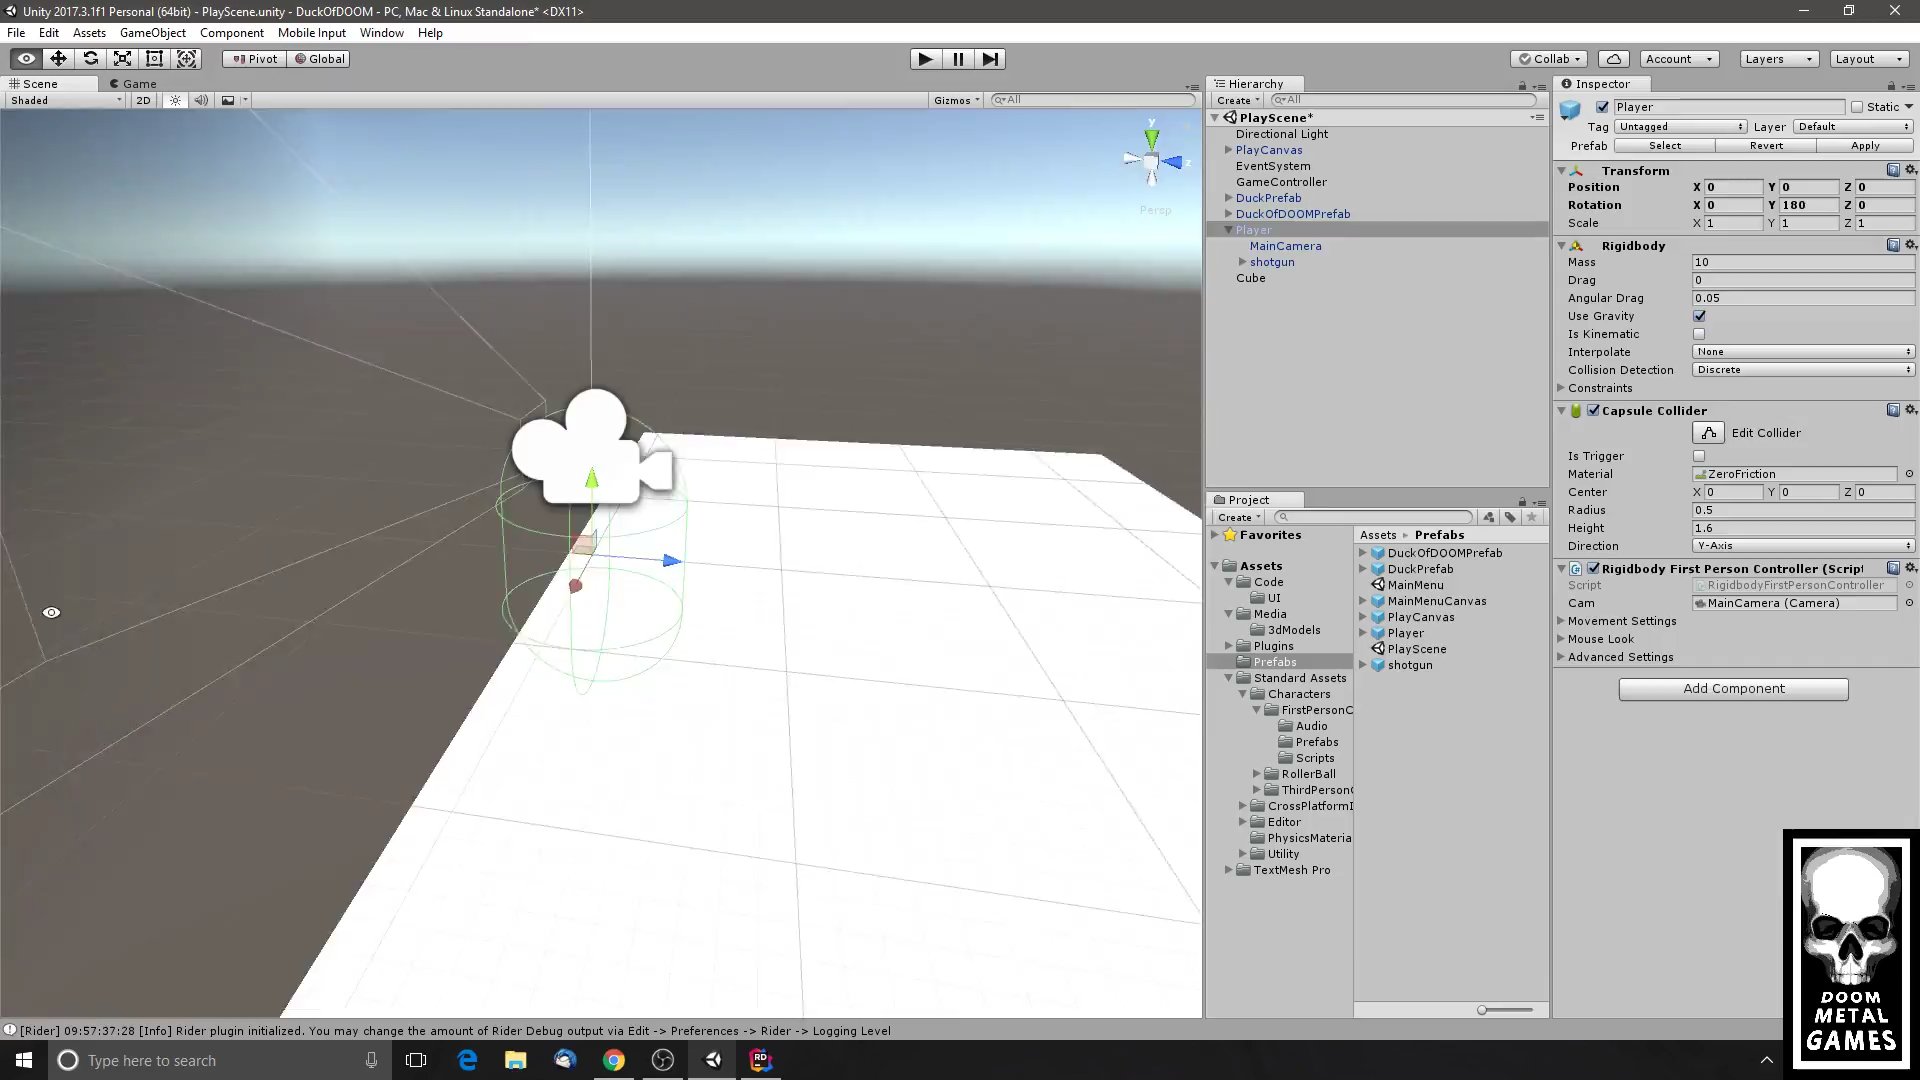 Unity 2017.3.1f1 Personal (64bit) - PlayScene.unity - DuckOfDOOM - PC, Mac & Linux Standalone* <DX11>
File Edit Assets GameObject Component Mobile Input Window Help
Pivot Global Collab Account Layers Layout
Scene Game
Shaded 2D Gizmos All
y
z
Persp
Hierarchy
Create All
PlayScene*
Directional Light
PlayCanvas
EventSystem
GameController
DuckPrefab
DuckOfDOOMPrefab
Player
MainCamera
shotgun
Cube
Project
Create
Favorites
Assets
Code
UI
Media
3dModels
Plugins
Prefabs
Standard Assets
Characters
FirstPersonC
Audio
Prefabs
Scripts
RollerBall
ThirdPersonC
CrossPlatformI
Editor
PhysicsMateria
Utility
TextMesh Pro
Assets Prefabs
DuckOfDOOMPrefab
DuckPrefab
MainMenu
MainMenuCanvas
PlayCanvas
Player
PlayScene
shotgun
Inspector
Player Static
Tag Untagged Layer Default
Prefab Select Revert Apply
Transform
Position X 0 Y 0 Z 0
Rotation X 0 Y 180 Z 0
Scale X 1 Y 1 Z 1
Rigidbody
Mass 10
Drag 0
Angular Drag 0.05
Use Gravity
Is Kinematic
Interpolate None
Collision Detection Discrete
Constraints
Capsule Collider
Edit Collider
Is Trigger
Material ZeroFriction
Center X 0 Y 0 Z 0
Radius 0.5
Height 1.6
Direction Y-Axis
Rigidbody First Person Controller (Script
Script RigidbodyFirstPersonController
Cam MainCamera (Camera)
Movement Settings
Mouse Look
Advanced Settings
Add Component
DOOM
METAL
GAMES
[Rider] 09:57:37:28 [Info] Rider plugin initialized. You may change the amount of Rider Debug output via Edit -> Preferences -> Rider -> Logging Level
Type here to search
RD